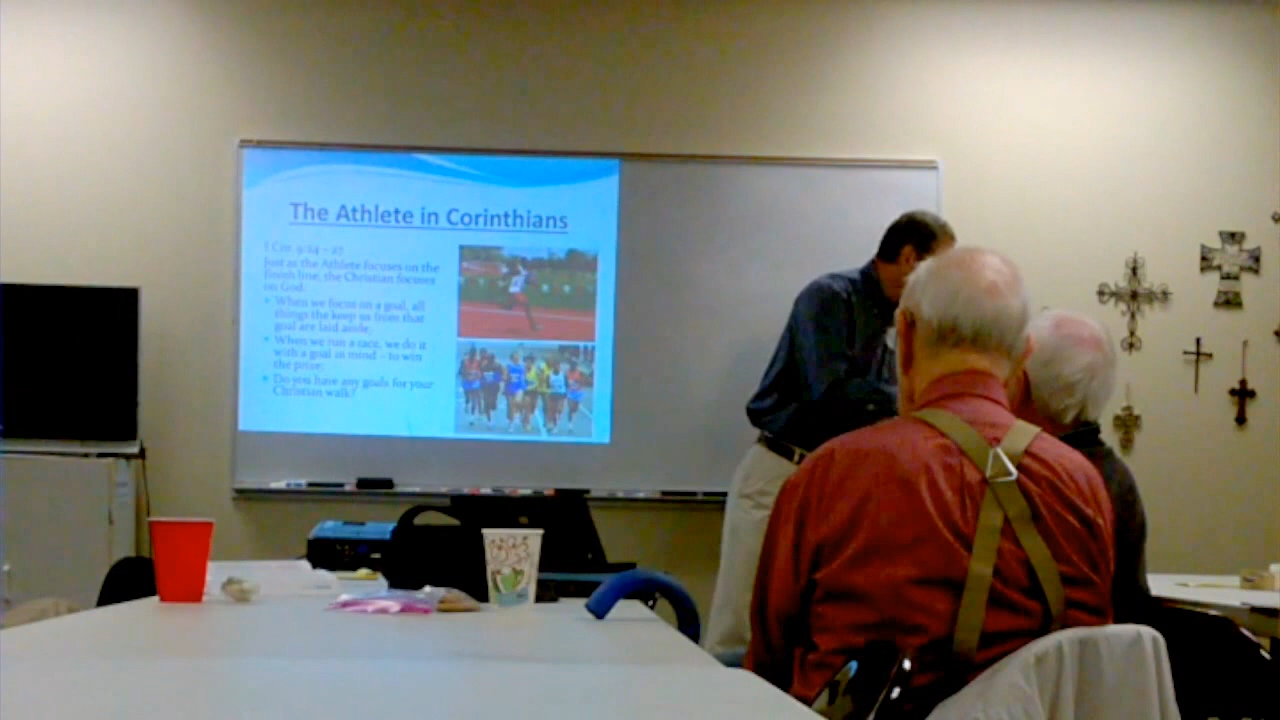 The Athlete in Corinthians
1 Cor. 9:24 – 27
Just as the Athlete focuses on the
finish line, the Christian focuses
on God.
• When we focus on a goal, all
things the keep us from that
goal are laid aside;
• When we run a race, we do it
with a goal in mind – to win
the prize;
• Do you have any goals for your
Christian walk?